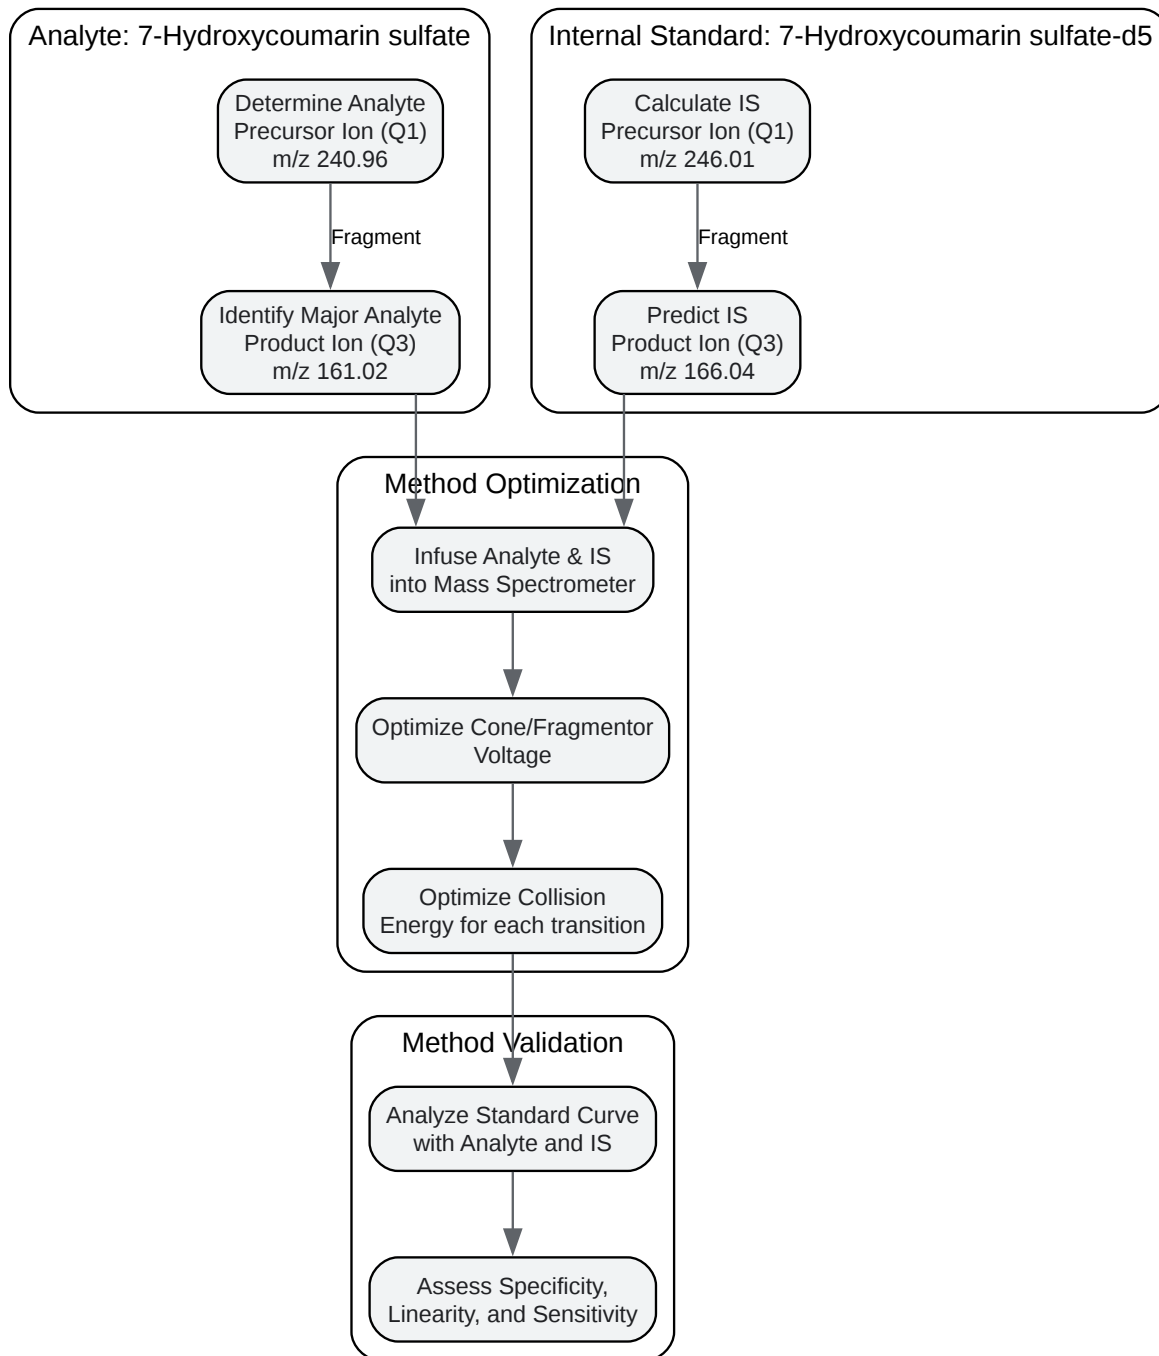 Analyte: 7-Hydroxycoumarin sulfate
Determine Analyte
Precursor Ion (Q1)
m/z 240.96
Fragment
Identify Major Analyte
Product Ion (Q3)
m/z 161.02
Internal Standard: 7-Hydroxycoumarin sulfate-d5
Calculate IS
Precursor Ion (Q1)
m/z 246.01
Fragment
Predict IS
Product Ion (Q3)
m/z 166.04
Method Optimization
Infuse Analyte & IS
into Mass Spectrometer
Optimize Cone/Fragmentor
Voltage
Optimize Collision
Energy for each transition
Method Validation
Analyze Standard Curve
with Analyte and IS
Assess Specificity,
Linearity, and Sensitivity